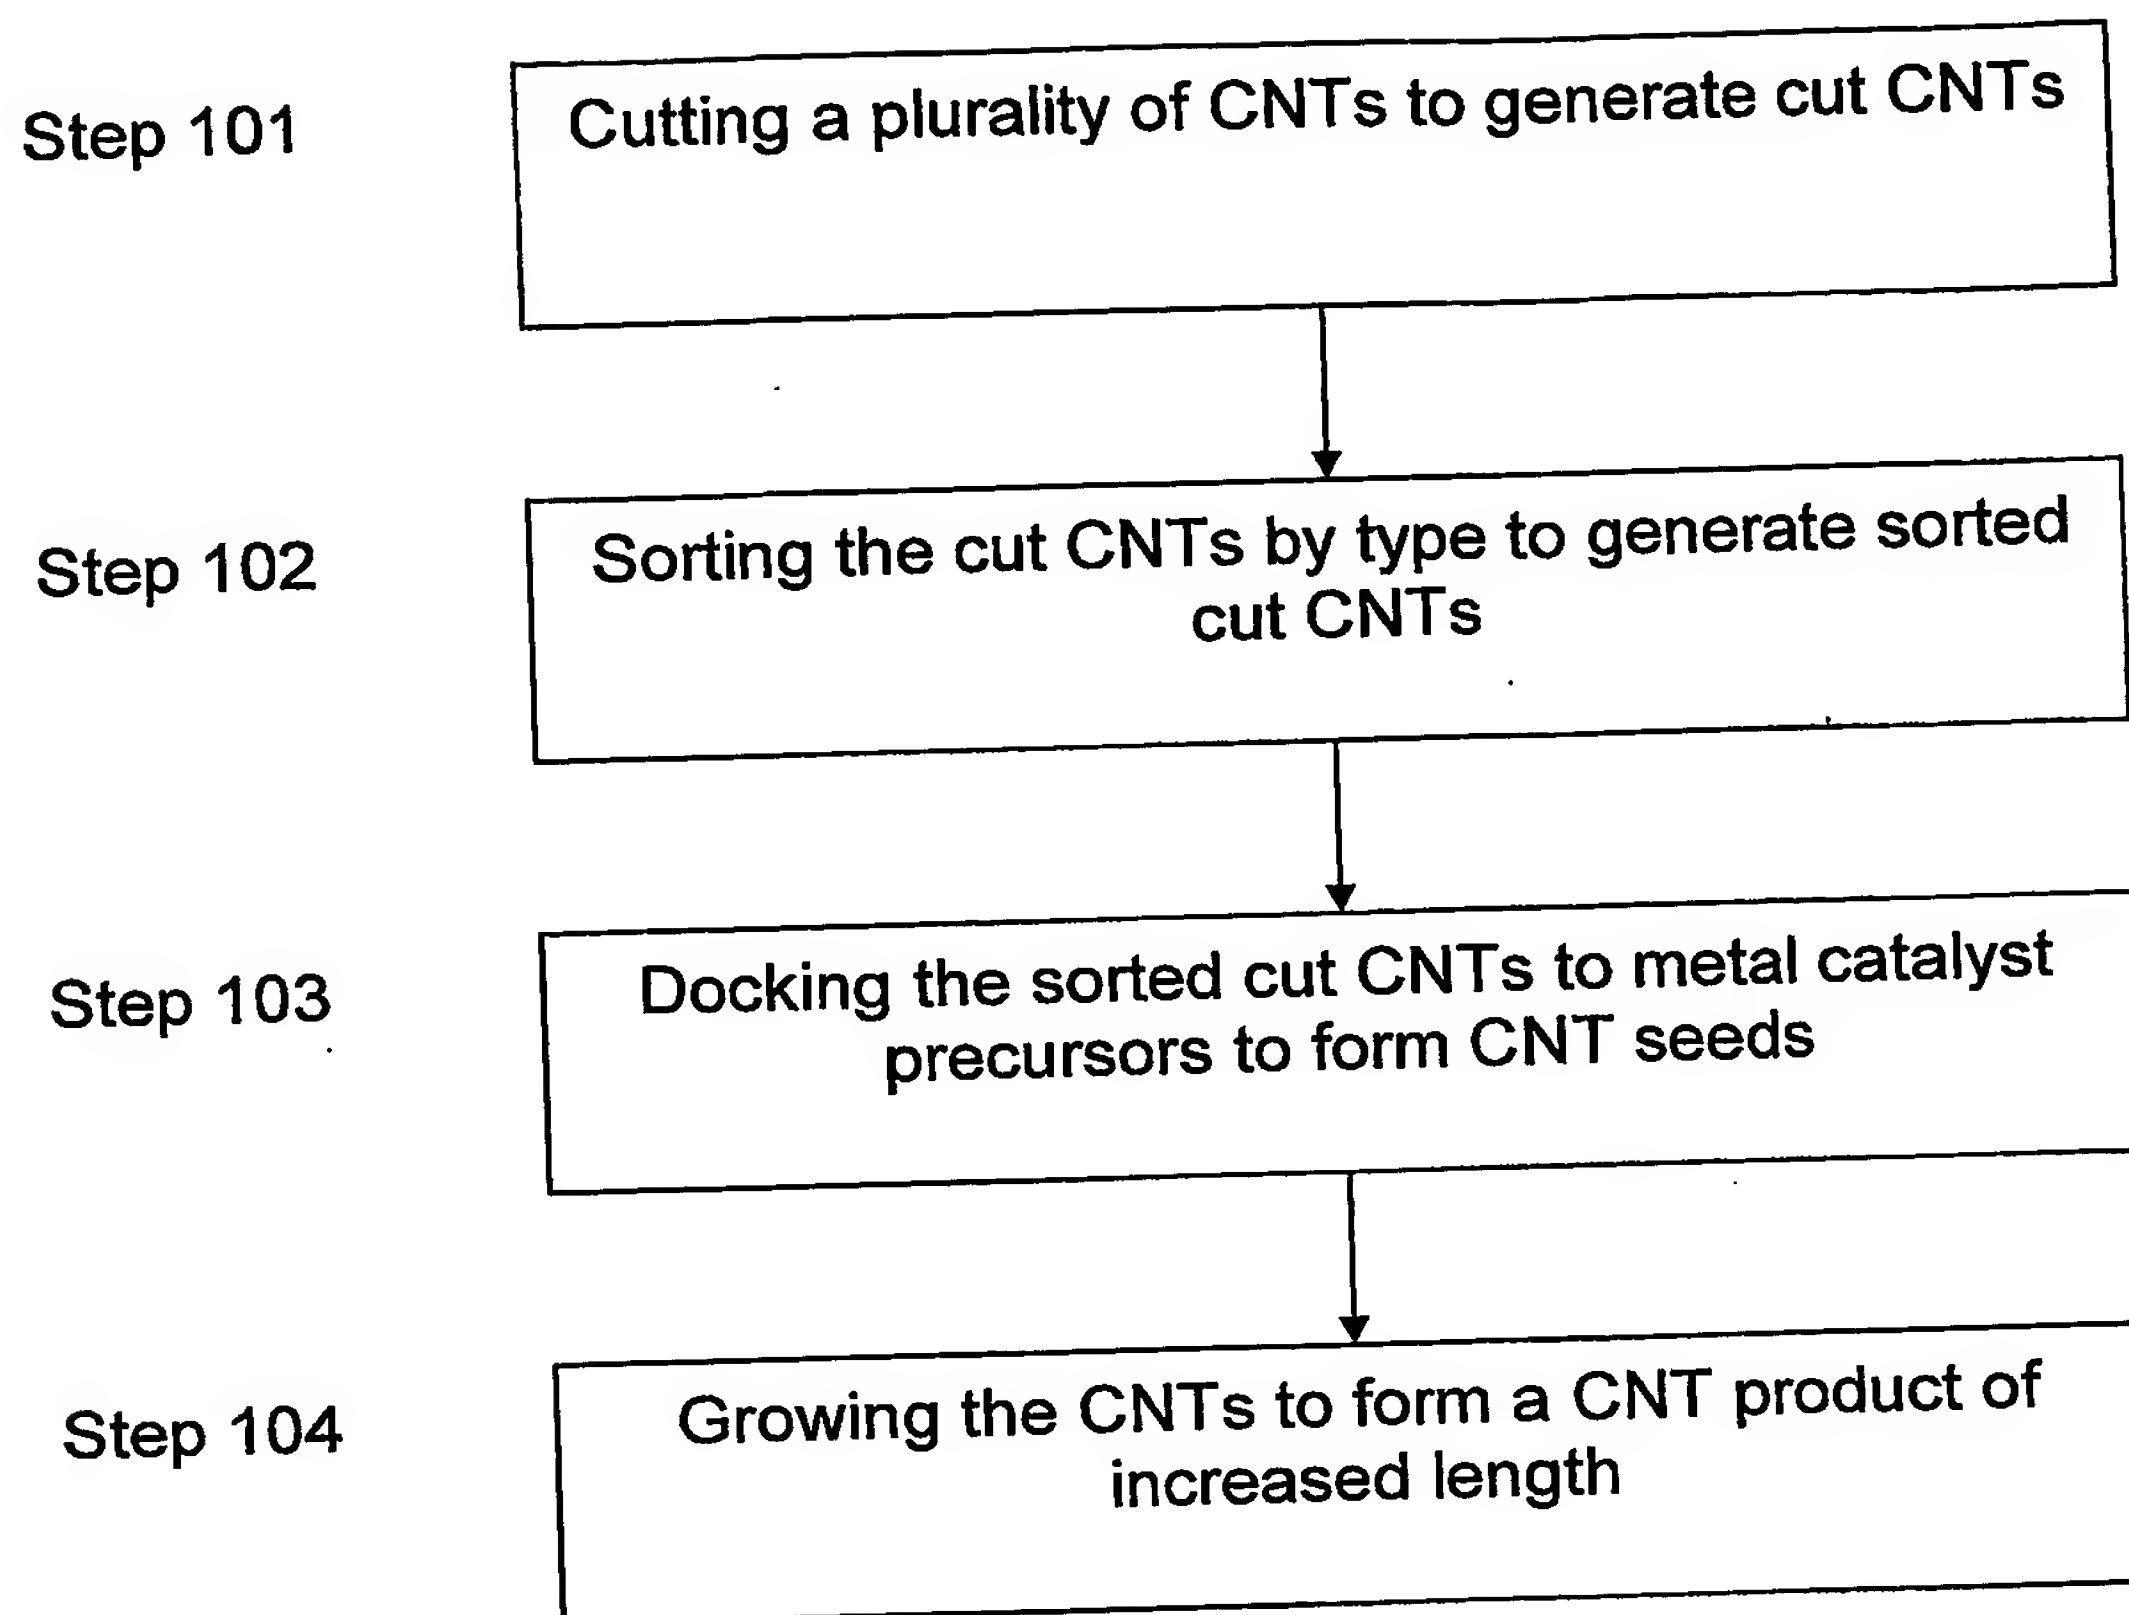 Step 101
Cutting a plurality of CNTs to generate cut CNTs
Step 102
Sorting the cut CNTs by type to generate sorted
cut CNTs
Step 103
Docking the sorted cut CNTs to metal catalyst
precursors to form CNT seeds
Step 104
Growing the CNTs to form a CNT product of
increased length